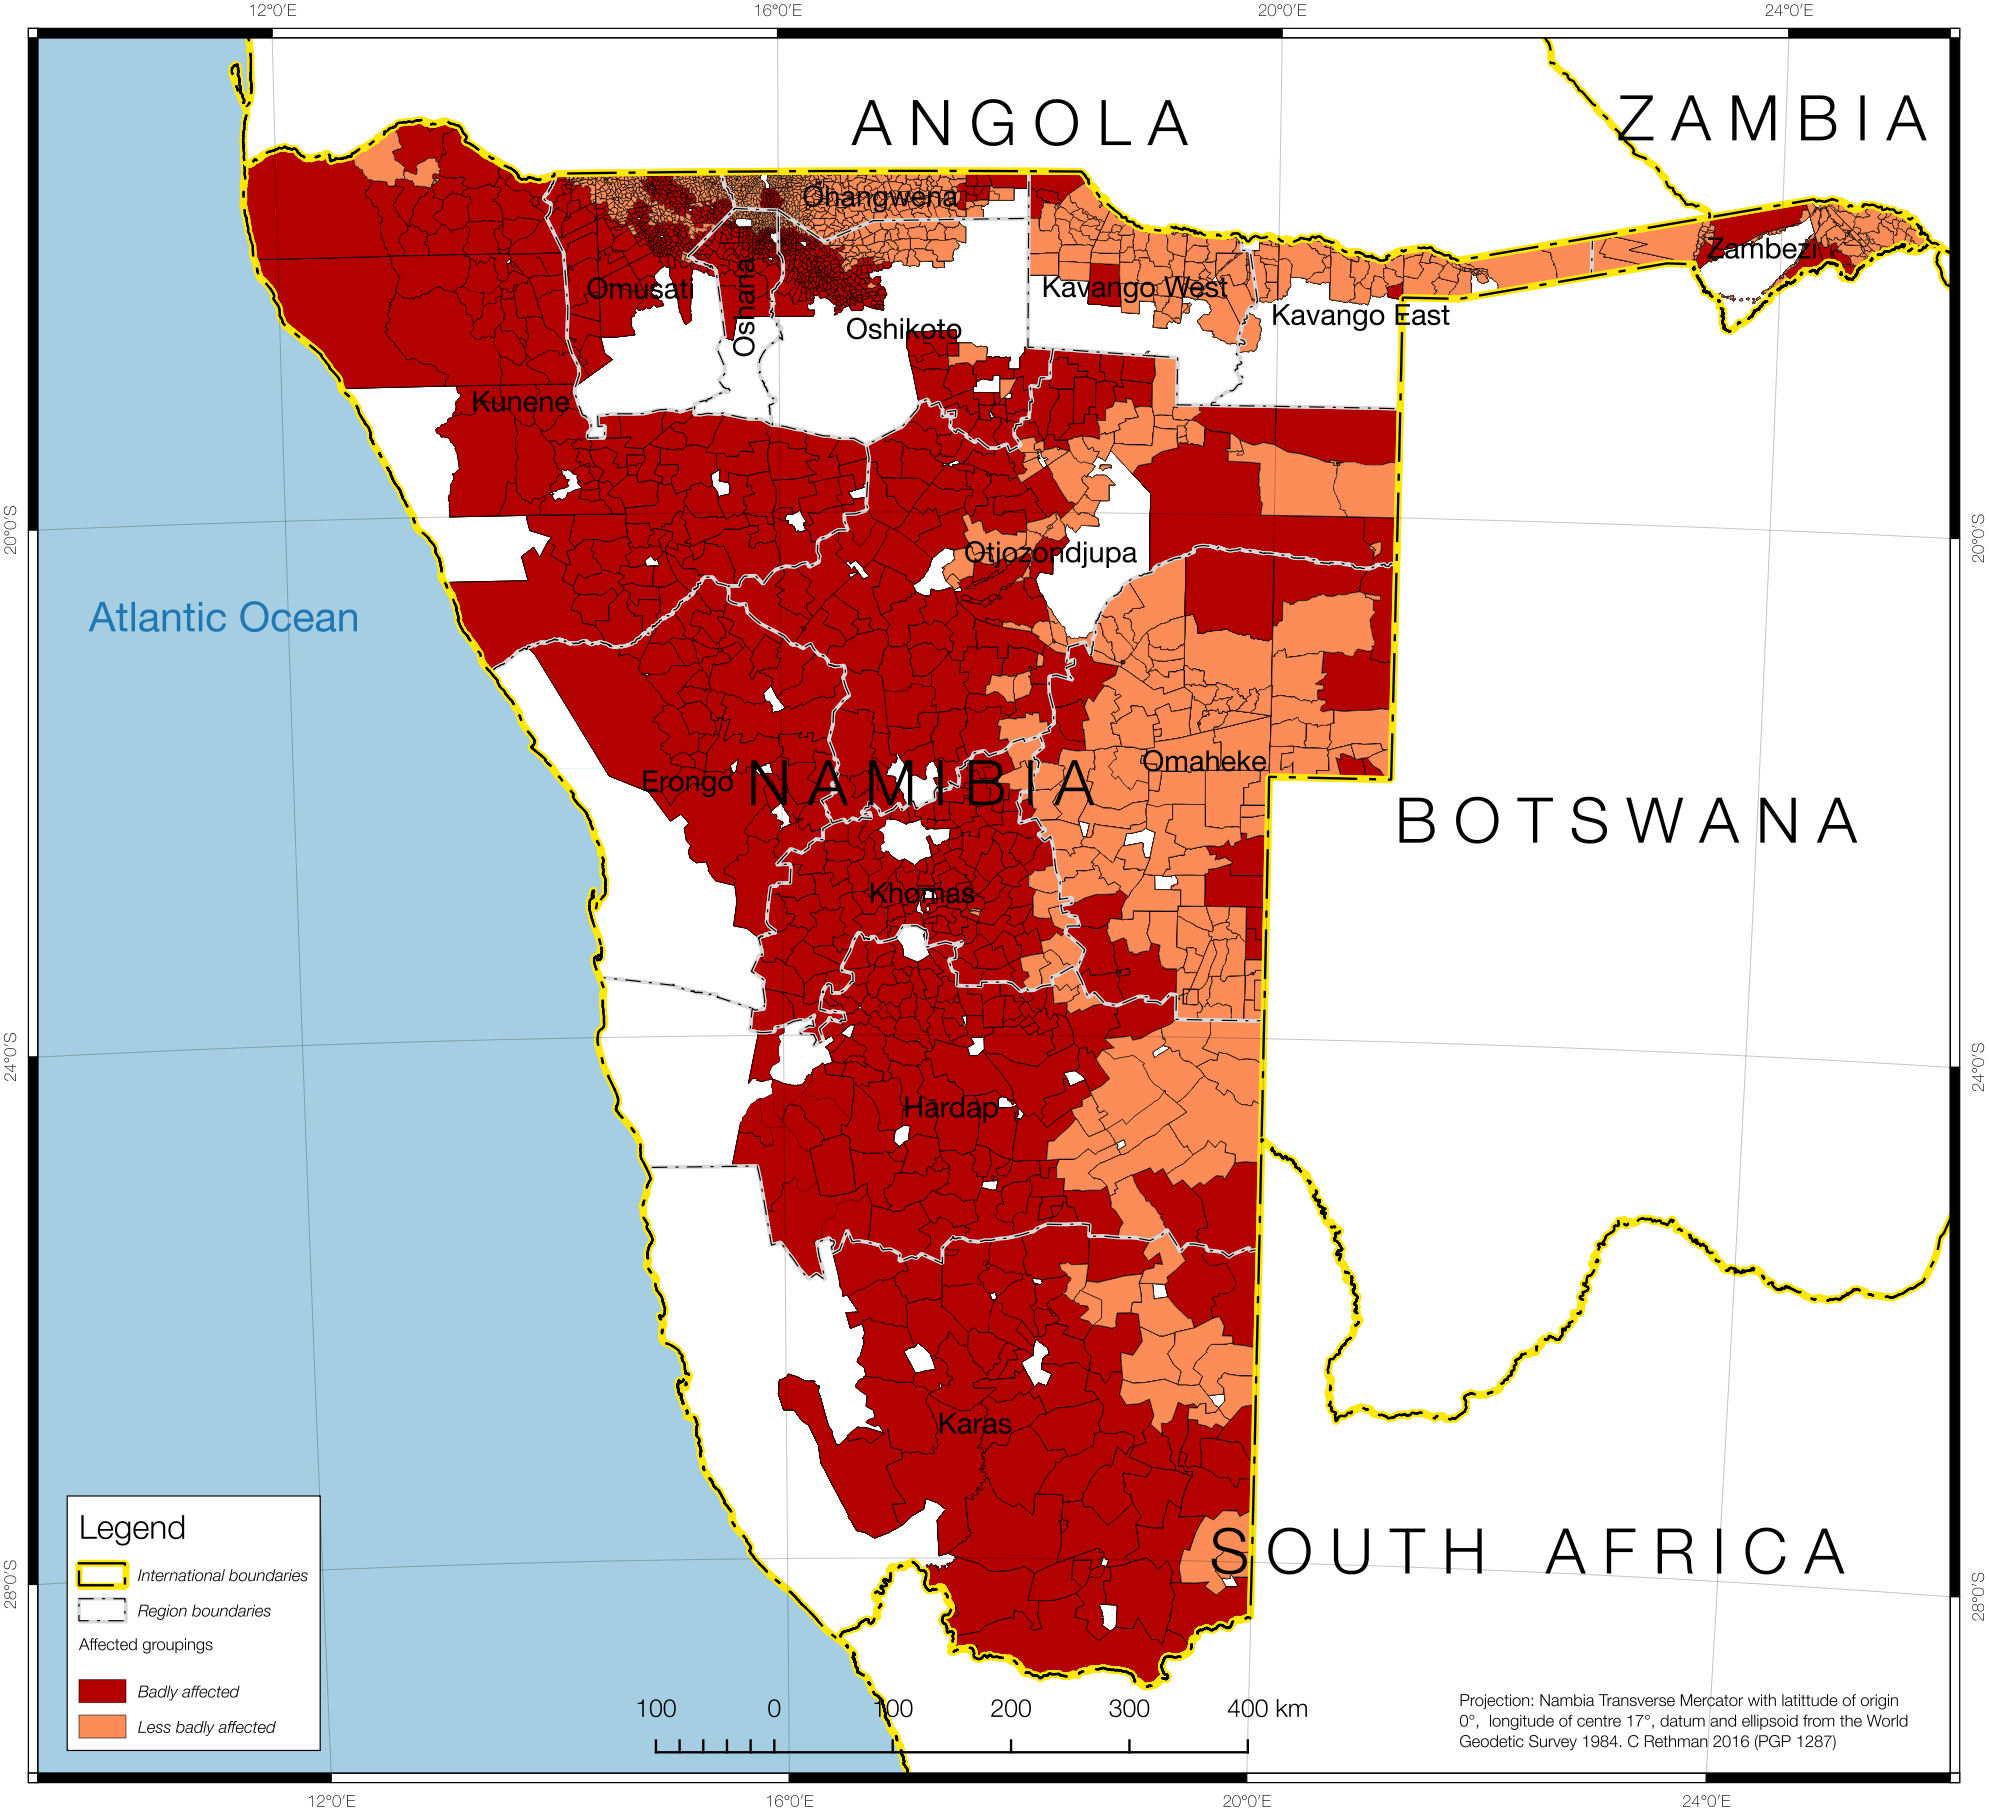 12°0′E 16°0′E 20°0′E 24°0′E
ANGOLA
ZAMBIA
Ohangwena
Zambezi
Omusati
Oshana
Kavango West
Kavango East
Oshikoto
Kunene
20°0′S
20°0′S
Otjozondjupa
Atlantic Ocean
Omaheke
Erongo
NAMIBIA
BOTSWANA
Khomas
24°0′S
24°0′S
Hardap
Karas
SOUTH AFRICA
28°0′S
28°0′S
Legend
International boundaries
Region boundaries
Affected groupings
Badly affected
Less badly affected
100 0 100 200 300 400 km
Projection: Nambia Transverse Mercator with latittude of origin
0°, longitude of centre 17°, datum and ellipsoid from the World
Geodetic Survey 1984. C Rethman 2016 (PGP 1287)
12°0′E 16°0′E 20°0′E 24°0′E